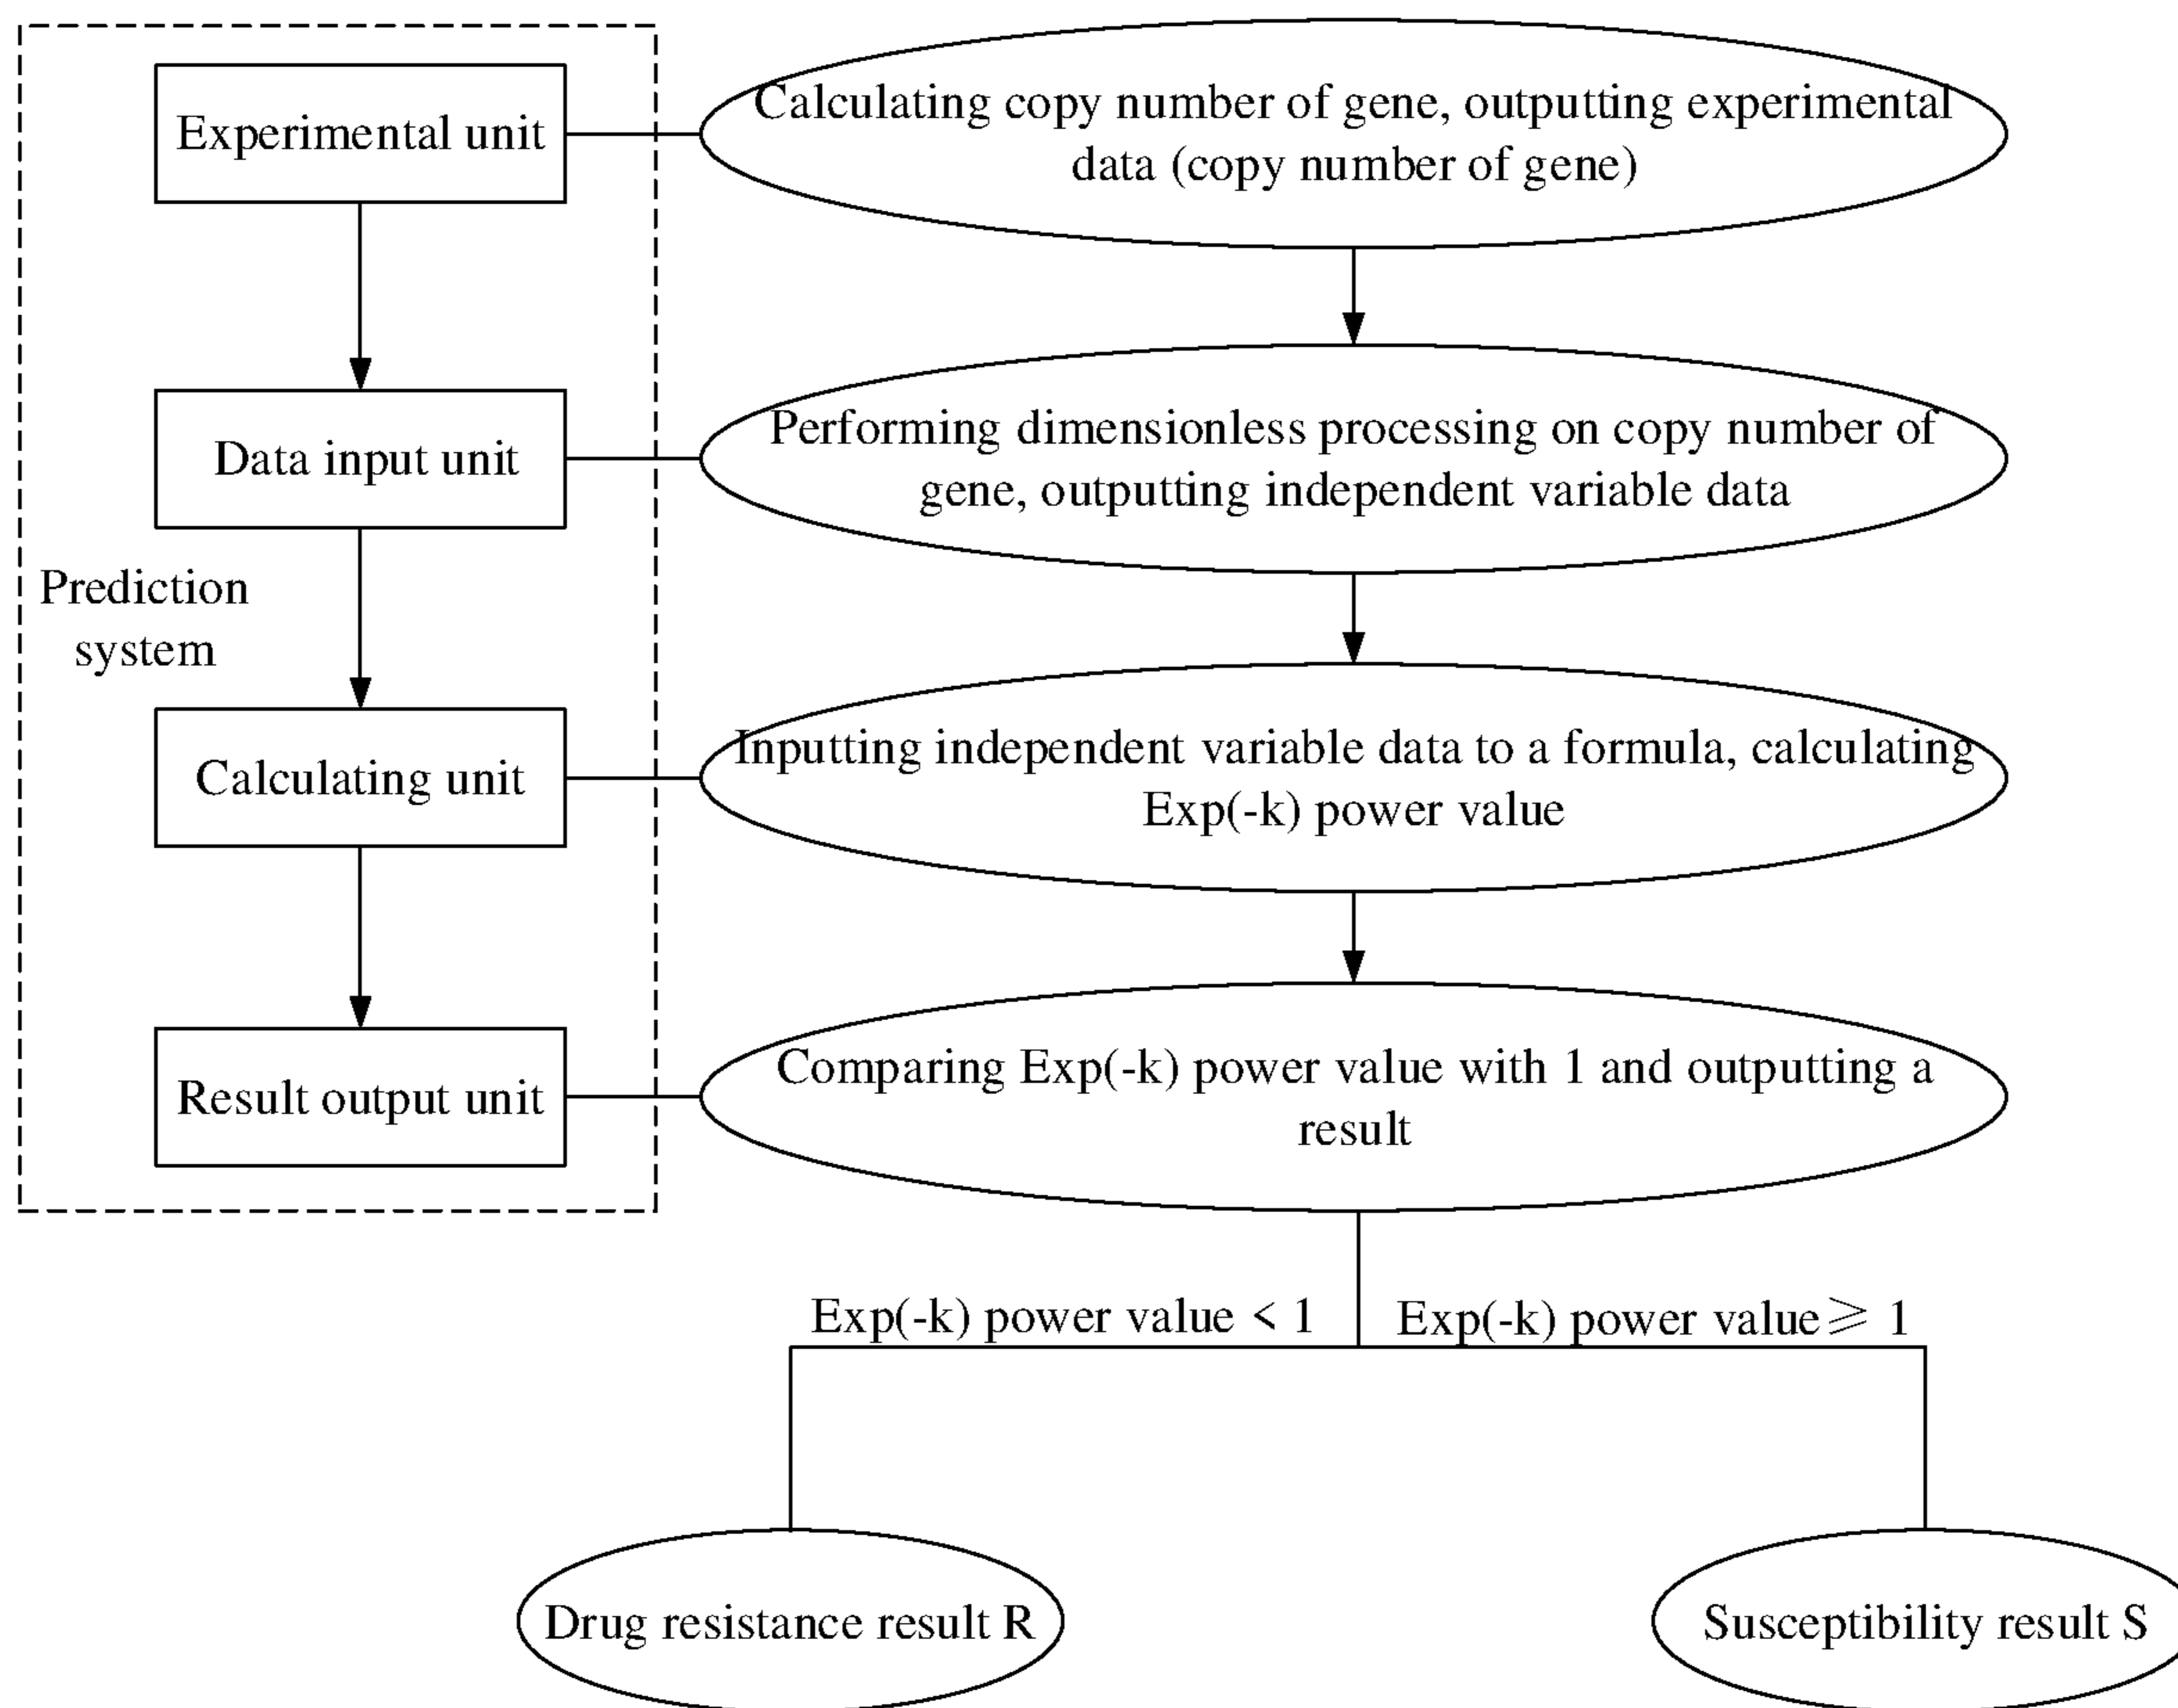 Experimental unit
Calculating copy number of gene, outputting experimental
data (copy number of gene)
Data input unit
Performing dimensionless processing on copy number of
gene, outputting independent variable data
Prediction
system
Calculating unit
Inputting independent variable data to a formula, calculating
Exp(-k) power value
Result output unit
Comparing Exp(-k) power value with 1 and outputting a
result
Exp(-k) power value < 1
Exp(-k) power value ⩾ 1
Drug resistance result R
Susceptibility result S